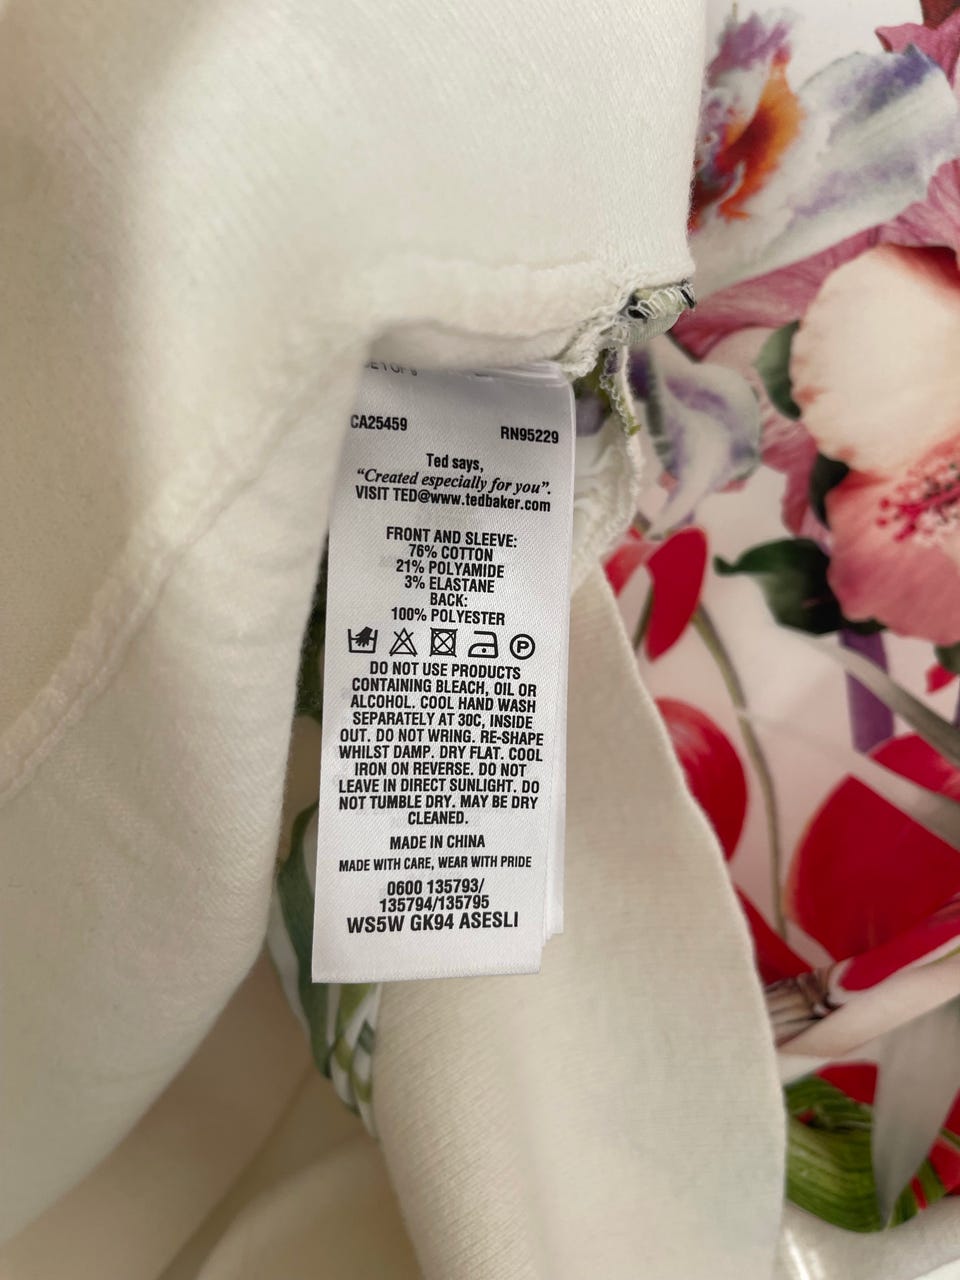 CA25459 RN95229
Ted says,
“Created especially for you”.
VISIT TED@www.tedbaker.com
FRONT AND SLEEVE:
76% COTTON
21% POLYAMIDE
3% ELASTANE
BACK:
100% POLYESTER
P
DO NOT USE PRODUCTS
CONTAINING BLEACH, OIL OR
ALCOHOL. COOL HAND WASH
SEPARATELY AT 30C, INSIDE
OUT. DO NOT WRING. RE-SHAPE
WHILST DAMP. DRY FLAT. COOL
IRON ON REVERSE. DO NOT
LEAVE IN DIRECT SUNLIGHT. DO
NOT TUMBLE DRY. MAY BE DRY
CLEANED.
MADE IN CHINA
MADE WITH CARE, WEAR WITH PRIDE
0600 135793/
135794/135795
WS5W GK94 ASESLI